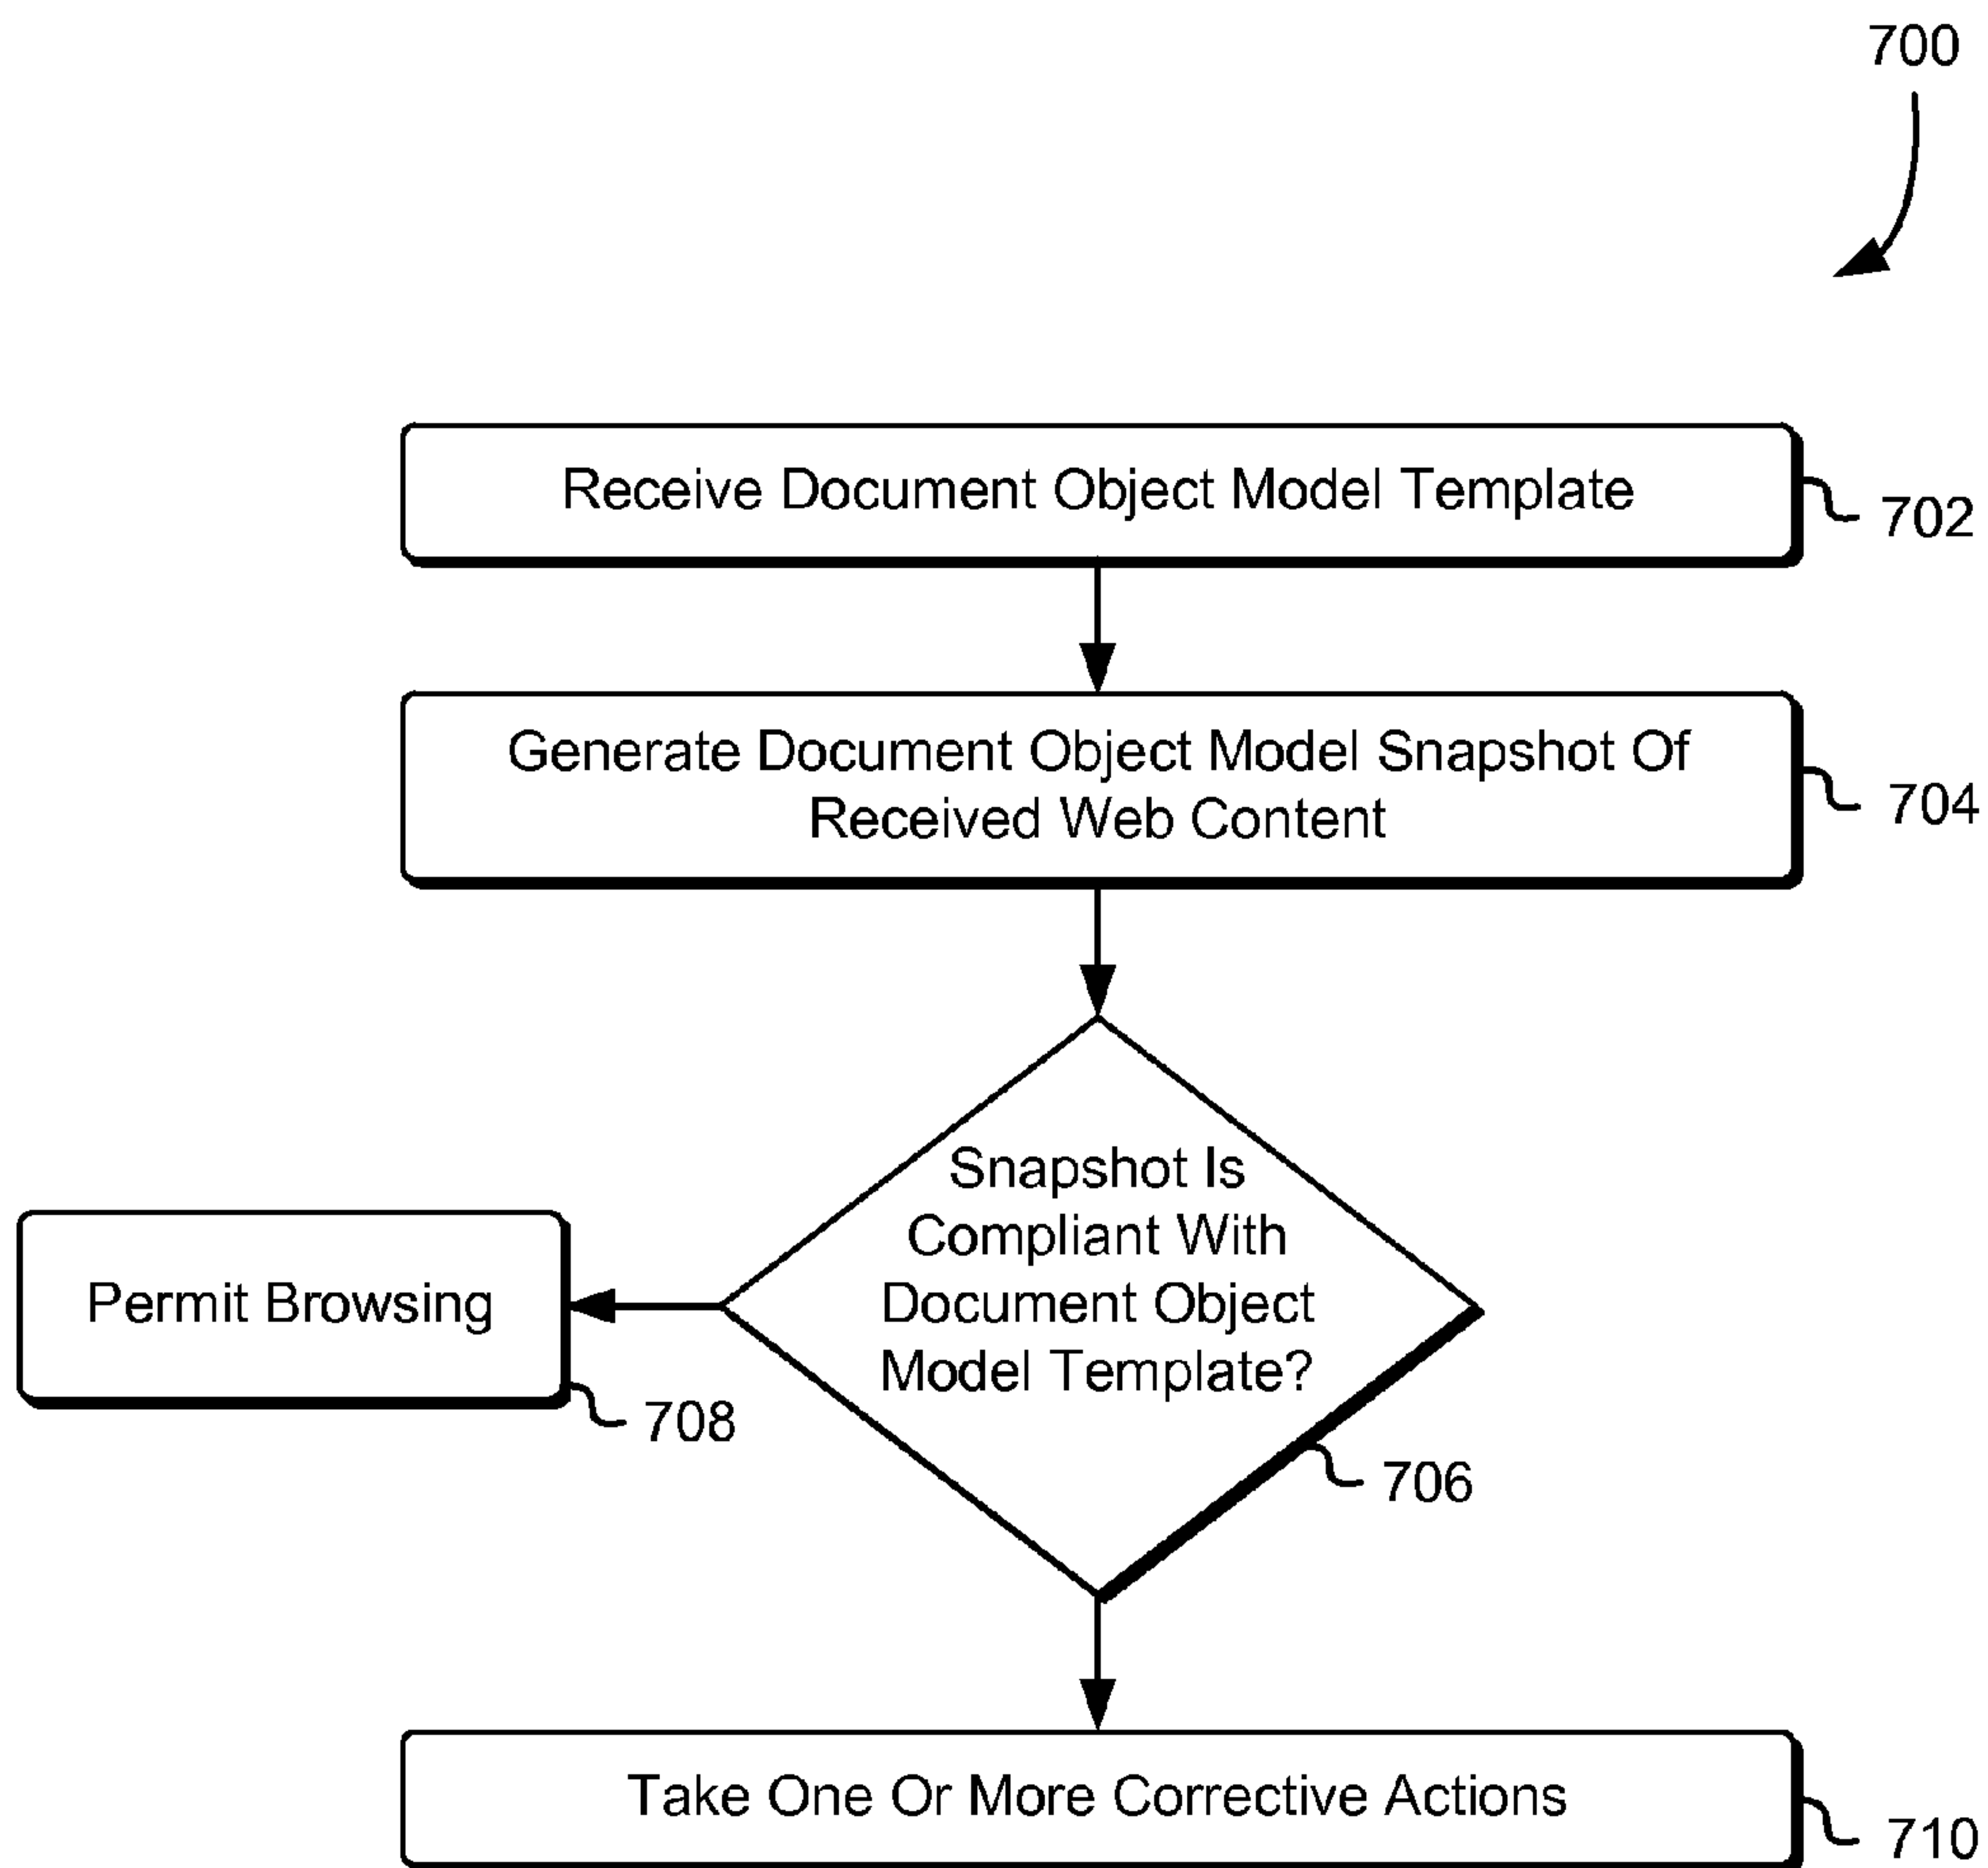 700
Receive Document Object Model Template
702
Generate Document Object Model Snapshot Of
Received Web Content
704
Snapshot Is
Compliant With
Document Object
Model Template?
706
Permit Browsing
708
Take One Or More Corrective Actions
710